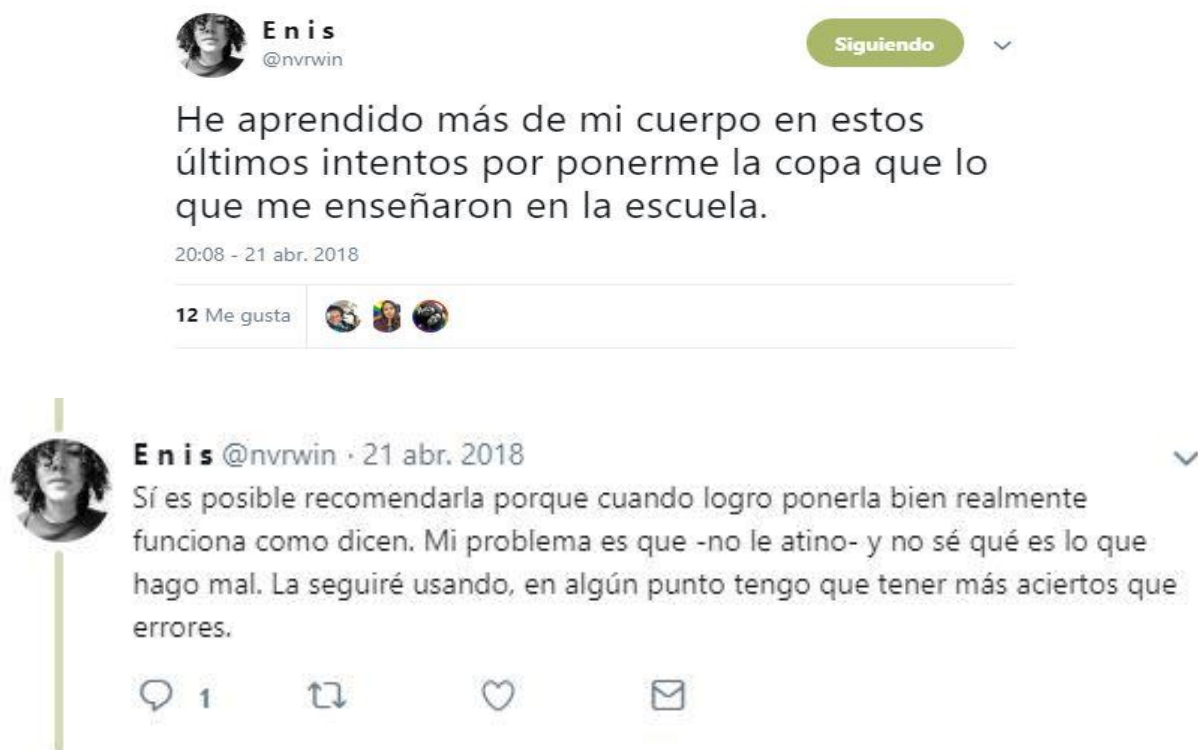 E n i s
@nvrwin
Siguiendo
He aprendido más de mi cuerpo en estos
últimos intentos por ponerme la copa que lo
que me enseñaron en la escuela.
20:08 - 21 abr. 2018
12 Me gusta
E n i s @nvrwin · 21 abr. 2018
Sí es posible recomendarla porque cuando logro ponerla bien realmente
funciona como dicen. Mi problema es que -no le atino- y no sé qué es lo que
hago mal. La seguiré usando, en algún punto tengo que tener más aciertos que
errores.
1